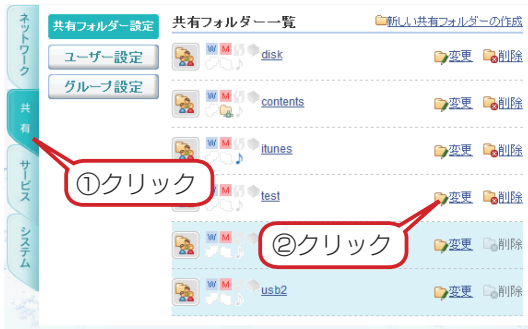 ネットワーク
共有
サービス
システム
共有フォルダー設定
ユーザー設定
グループ設定
共有フォルダー一覧
新しい共有フォルダーの作成
W M disk 変更 削除
W M contents 変更 削除
W M itunes 変更 削除
①クリック
W M test 変更 削除
②クリック
W M 変更 削除
W M usb2 変更 削除